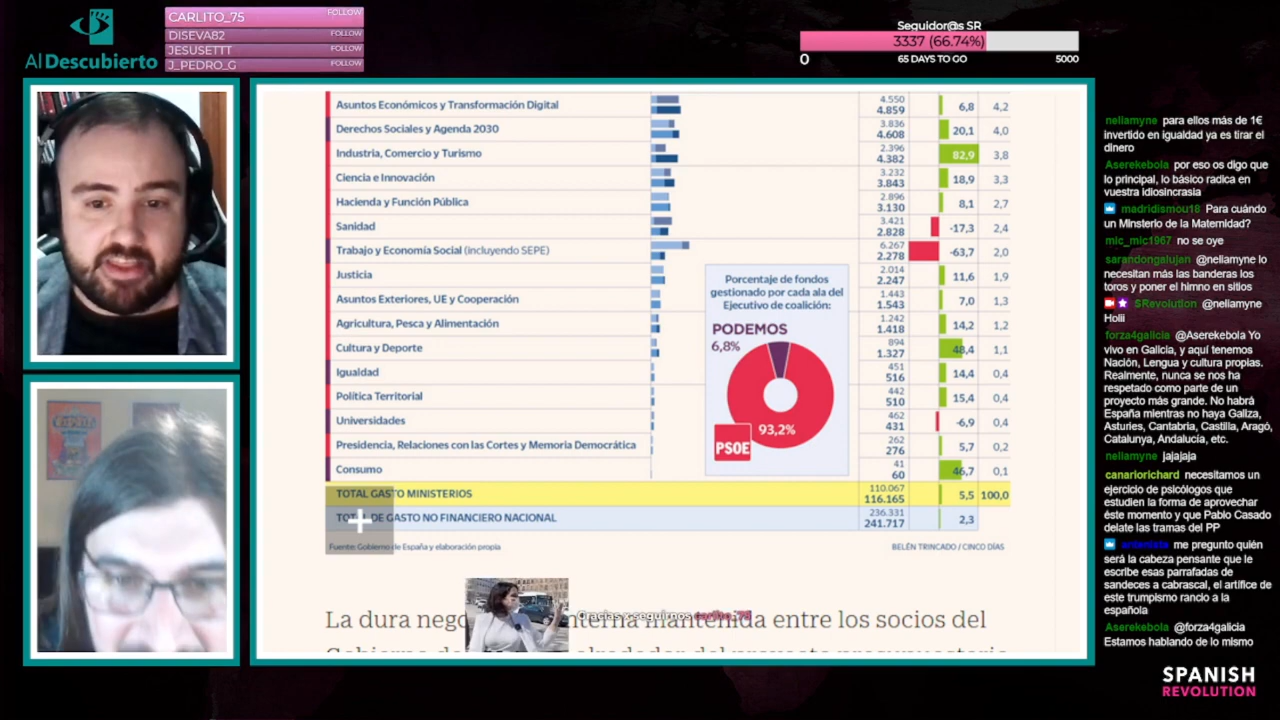 Al Descubierto
CARLITO_75 FOLLOW
DISEVA82 FOLLOW
JESUSETTT FOLLOW
J_PEDRO_G FOLLOW
Seguidor@s SR
3337 (66.74%)
0 65 DAYS TO GO 5000
Asuntos Económicos y Transformación Digital 4.550 4.859 6,8 4,2
Derechos Sociales y Agenda 2030 3.836 4.608 20,1 4,0
Industria, Comercio y Turismo 2.396 4.382 82,9 3,8
Ciencia e Innovación 3.232 3.843 18,9 3,3
Hacienda y Función Pública 2.896 3.130 8,1 2,7
Sanidad 3.421 2.828 -17,3 2,4
Trabajo y Economía Social (incluyendo SEPE) 6.267 2.278 -63,7 2,0
Justicia 2.014 2.247 11,6 1,9
Asuntos Exteriores, UE y Cooperación 1.443 1.543 7,0 1,3
Agricultura, Pesca y Alimentación 1.242 1.418 14,2 1,2
Cultura y Deporte 894 1.327 48,4 1,1
Igualdad 451 516 14,4 0,4
Política Territorial 442 510 15,4 0,4
Universidades 462 431 -6,9 0,4
Presidencia, Relaciones con las Cortes y Memoria Democrática 262 276 5,7 0,2
Consumo 41 60 46,7 0,1
TOTAL GASTO MINISTERIOS 110.067 116.165 5,5 100,0
TOTAL DE GASTO NO FINANCIERO NACIONAL 236.331 241.717 2,3
Porcentaje de fondos
gestionado por cada ala del
Ejecutivo de coalición:
PODEMOS
6,8%
93,2%
PSOE
Fuente: Gobierno de España y elaboración propia
BELÉN TRINCADO / CINCO DÍAS
Gracias x seguirnos carlito_75
La dura nego mantenida entre los socios del
nellamyne para ellos más de 1€
invertido en igualdad ya es tirar el
dinero
Aserekebola por eso os digo que
lo principal, lo básico radica en
vuestra idiosincrasia
madridismou18 Para cuándo
un Minsterio de la Maternidad?
mic_mic1967 no se oye
sarandongalujan @nellamyne lo
necesitan más las banderas los
toros y poner el himno en sitios
SRevolution @nellamyne
Holii
forza4galicia @Aserekebola Yo
vivo en Galicia, y aquí tenemos
Nación, Lengua y cultura propias.
Realmente, nunca se nos ha
respetado como parte de un
proyecto más grande. No habrá
España mientras no haya Galiza,
Asturies, Cantabria, Castilla, Aragó,
Catalunya, Andalucía, etc.
nellamyne jajajaja
canariorichard necesitamos un
ejercicio de psicólogos que
estudien la forma de aprovechar
éste momento y que Pablo Casado
delate las tramas del PP
me pregunto quién
será la cabeza pensante que le
escribe esas parrafadas de
sandeces a cabrascal, el artífice de
este trumpismo rancio a la
española
Aserekebola @forza4galicia
Estamos hablando de lo mismo
SPANISH
REVOLUTION